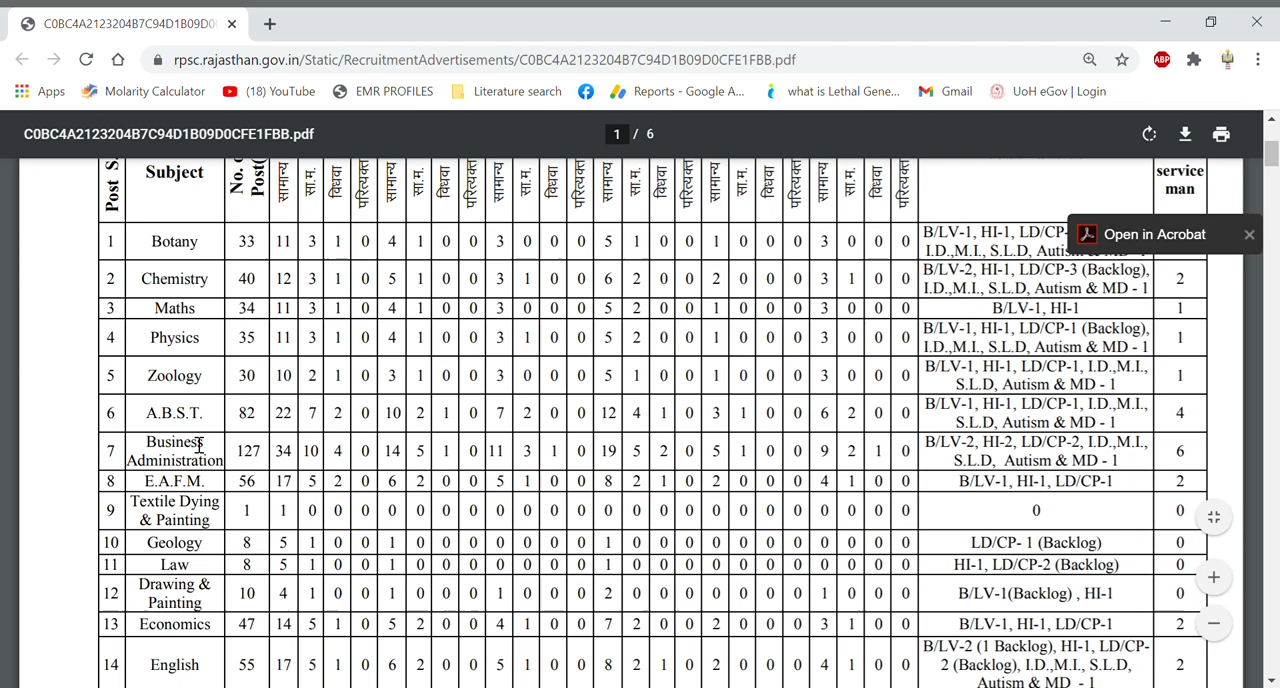 C0BC4A2123204B7C94D1B09D0C
rpsc.rajasthan.gov.in/Static/RecruitmentAdvertisements/C0BC4A2123204B7C94D1B09D0CFE1FBB.pdf
ABP
Apps Molarity Calculator (18) YouTube EMR PROFILES Literature search Reports - Google A... what is Lethal Gene... Gmail UoH eGov | Login
C0BC4A2123204B7C94D1B09D0CFE1FBB.pdf 1 / 6
Post S. Subject No. Post( सामान्य सा.म. विधवा परित्यक्त सामान्य सा.म. विधवा परित्यक्त सामान्य सा.म. विधवा परित्यक्त सामान्य सा.म. विधवा परित्यक्त सामान्य सा.म. विधवा परित्यक्त सामान्य सा.म. विधवा परित्यक्त service
man
Open in Acrobat
1 Botany 33 11 3 1 0 4 1 0 0 3 0 0 0 5 1 0 0 1 0 0 0 3 0 0 0 B/LV-1, HI-1, LD/CP-
I.D.,M.I., S.L.D, Autis
2 Chemistry 40 12 3 1 0 5 1 0 0 3 1 0 0 6 2 0 0 2 0 0 0 3 1 0 0 B/LV-2, HI-1, LD/CP-3 (Backlog), 2
I.D.,M.I., S.L.D, Autism & MD - 1
3 Maths 34 11 3 1 0 4 1 0 0 3 0 0 0 5 2 0 0 1 0 0 0 3 0 0 0 B/LV-1, HI-1 1
4 Physics 35 11 3 1 0 4 1 0 0 3 1 0 0 5 2 0 0 1 0 0 0 3 0 0 0 B/LV-1, HI-1, LD/CP-1 (Backlog), 1
I.D.,M.I., S.L.D, Autism & MD - 1
5 Zoology 30 10 2 1 0 3 1 0 0 3 0 0 0 5 1 0 0 1 0 0 0 3 0 0 0 B/LV-1, HI-1, LD/CP-1, I.D.,M.I., 1
S.L.D, Autism & MD - 1
6 A.B.S.T. 82 22 7 2 0 10 2 1 0 7 2 0 0 12 4 1 0 3 1 0 0 6 2 0 0 B/LV-1, HI-1, LD/CP-1, I.D.,M.I., 4
S.L.D, Autism & MD - 1
7 Business 127 34 10 4 0 14 5 1 0 11 3 1 0 19 5 2 0 5 1 0 0 9 2 1 0 B/LV-2, HI-2, LD/CP-2, I.D.,M.I., 6
Administration S.L.D, Autism & MD - 1
8 E.A.F.M. 56 17 5 2 0 6 2 0 0 5 1 0 0 8 2 1 0 2 0 0 0 4 1 0 0 B/LV-1, HI-1, LD/CP-1 2
9 Textile Dying 1 1 0 0 0 0 0 0 0 0 0 0 0 0 0 0 0 0 0 0 0 0 0 0 0 0 0
& Painting
10 Geology 8 5 1 0 0 1 0 0 0 0 0 0 0 1 0 0 0 0 0 0 0 0 0 0 0 LD/CP- 1 (Backlog) 0
11 Law 8 5 1 0 0 1 0 0 0 0 0 0 0 1 0 0 0 0 0 0 0 0 0 0 0 HI-1, LD/CP-2 (Backlog) 0
12 Drawing & 10 4 1 0 0 1 0 0 0 1 0 0 0 2 0 0 0 0 0 0 0 1 0 0 0 B/LV-1(Backlog) , HI-1 0
Painting
13 Economics 47 14 5 1 0 5 2 0 0 4 1 0 0 7 2 0 0 2 0 0 0 3 1 0 0 B/LV-1, HI-1, LD/CP-1 2
14 English 55 17 5 1 0 6 2 0 0 5 1 0 0 8 2 1 0 2 0 0 0 4 1 0 0 B/LV-2 (1 Backlog), HI-1, LD/CP- 2
2 (Backlog), I.D.,M.I., S.L.D,
Autism & MD - 1